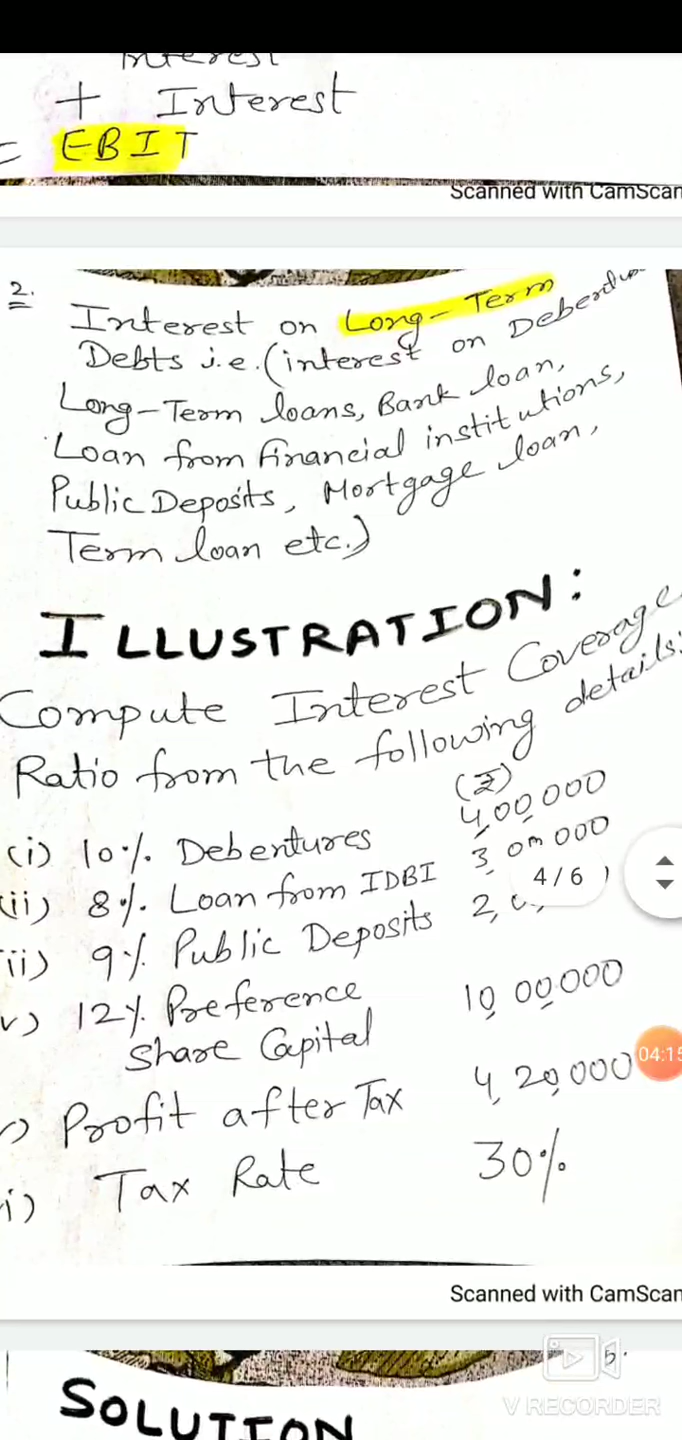 + Interest
= EBIT
Scanned with CamScan
2.
Interest on Long-Term
Debts i.e. (interest on
Long-Term loans, Bank loan,
Loan from financial institutions,
Public Deposits, Mortgage loan,
Term loan etc.)
ILLUSTRATION:
Compute Interest Coverage
Ratio from the following details:
(₹)
(i) 10% Debentures 4,00,000
ii) 8% Loan from IDBI 3,00,000
4/6
ii) 9% Public Deposits 2,
v) 12% Preference
Share Capital 10,00,000
04:15
) Profit after Tax 4,20,000
i) Tax Rate 30%
Scanned with CamScan
5.
V RECORDER
SOLUTION